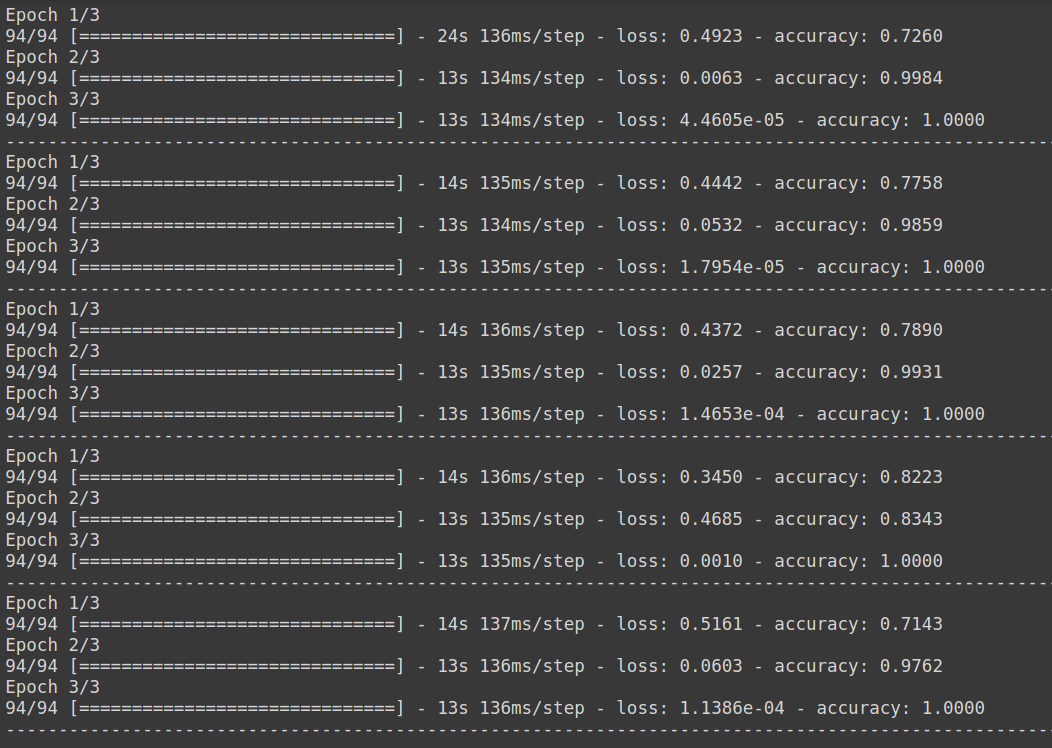 Epoch 1/3
94/94 [==============================] - 24s 136ms/step - loss: 0.4923 - accuracy: 0.7260
Epoch 2/3
94/94 [==============================] - 13s 134ms/step - loss: 0.0063 - accuracy: 0.9984
Epoch 3/3
94/94 [==============================] - 13s 134ms/step - loss: 4.4605e-05 - accuracy: 1.0000
----------------------------------------------------------------------------------------------------
Epoch 1/3
94/94 [==============================] - 14s 135ms/step - loss: 0.4442 - accuracy: 0.7758
Epoch 2/3
94/94 [==============================] - 13s 134ms/step - loss: 0.0532 - accuracy: 0.9859
Epoch 3/3
94/94 [==============================] - 13s 135ms/step - loss: 1.7954e-05 - accuracy: 1.0000
----------------------------------------------------------------------------------------------------
Epoch 1/3
94/94 [==============================] - 14s 136ms/step - loss: 0.4372 - accuracy: 0.7890
Epoch 2/3
94/94 [==============================] - 13s 135ms/step - loss: 0.0257 - accuracy: 0.9931
Epoch 3/3
94/94 [==============================] - 13s 136ms/step - loss: 1.4653e-04 - accuracy: 1.0000
----------------------------------------------------------------------------------------------------
Epoch 1/3
94/94 [==============================] - 14s 136ms/step - loss: 0.3450 - accuracy: 0.8223
Epoch 2/3
94/94 [==============================] - 13s 135ms/step - loss: 0.4685 - accuracy: 0.8343
Epoch 3/3
94/94 [==============================] - 13s 135ms/step - loss: 0.0010 - accuracy: 1.0000
----------------------------------------------------------------------------------------------------
Epoch 1/3
94/94 [==============================] - 14s 137ms/step - loss: 0.5161 - accuracy: 0.7143
Epoch 2/3
94/94 [==============================] - 13s 136ms/step - loss: 0.0603 - accuracy: 0.9762
Epoch 3/3
94/94 [==============================] - 13s 136ms/step - loss: 1.1386e-04 - accuracy: 1.0000
----------------------------------------------------------------------------------------------------